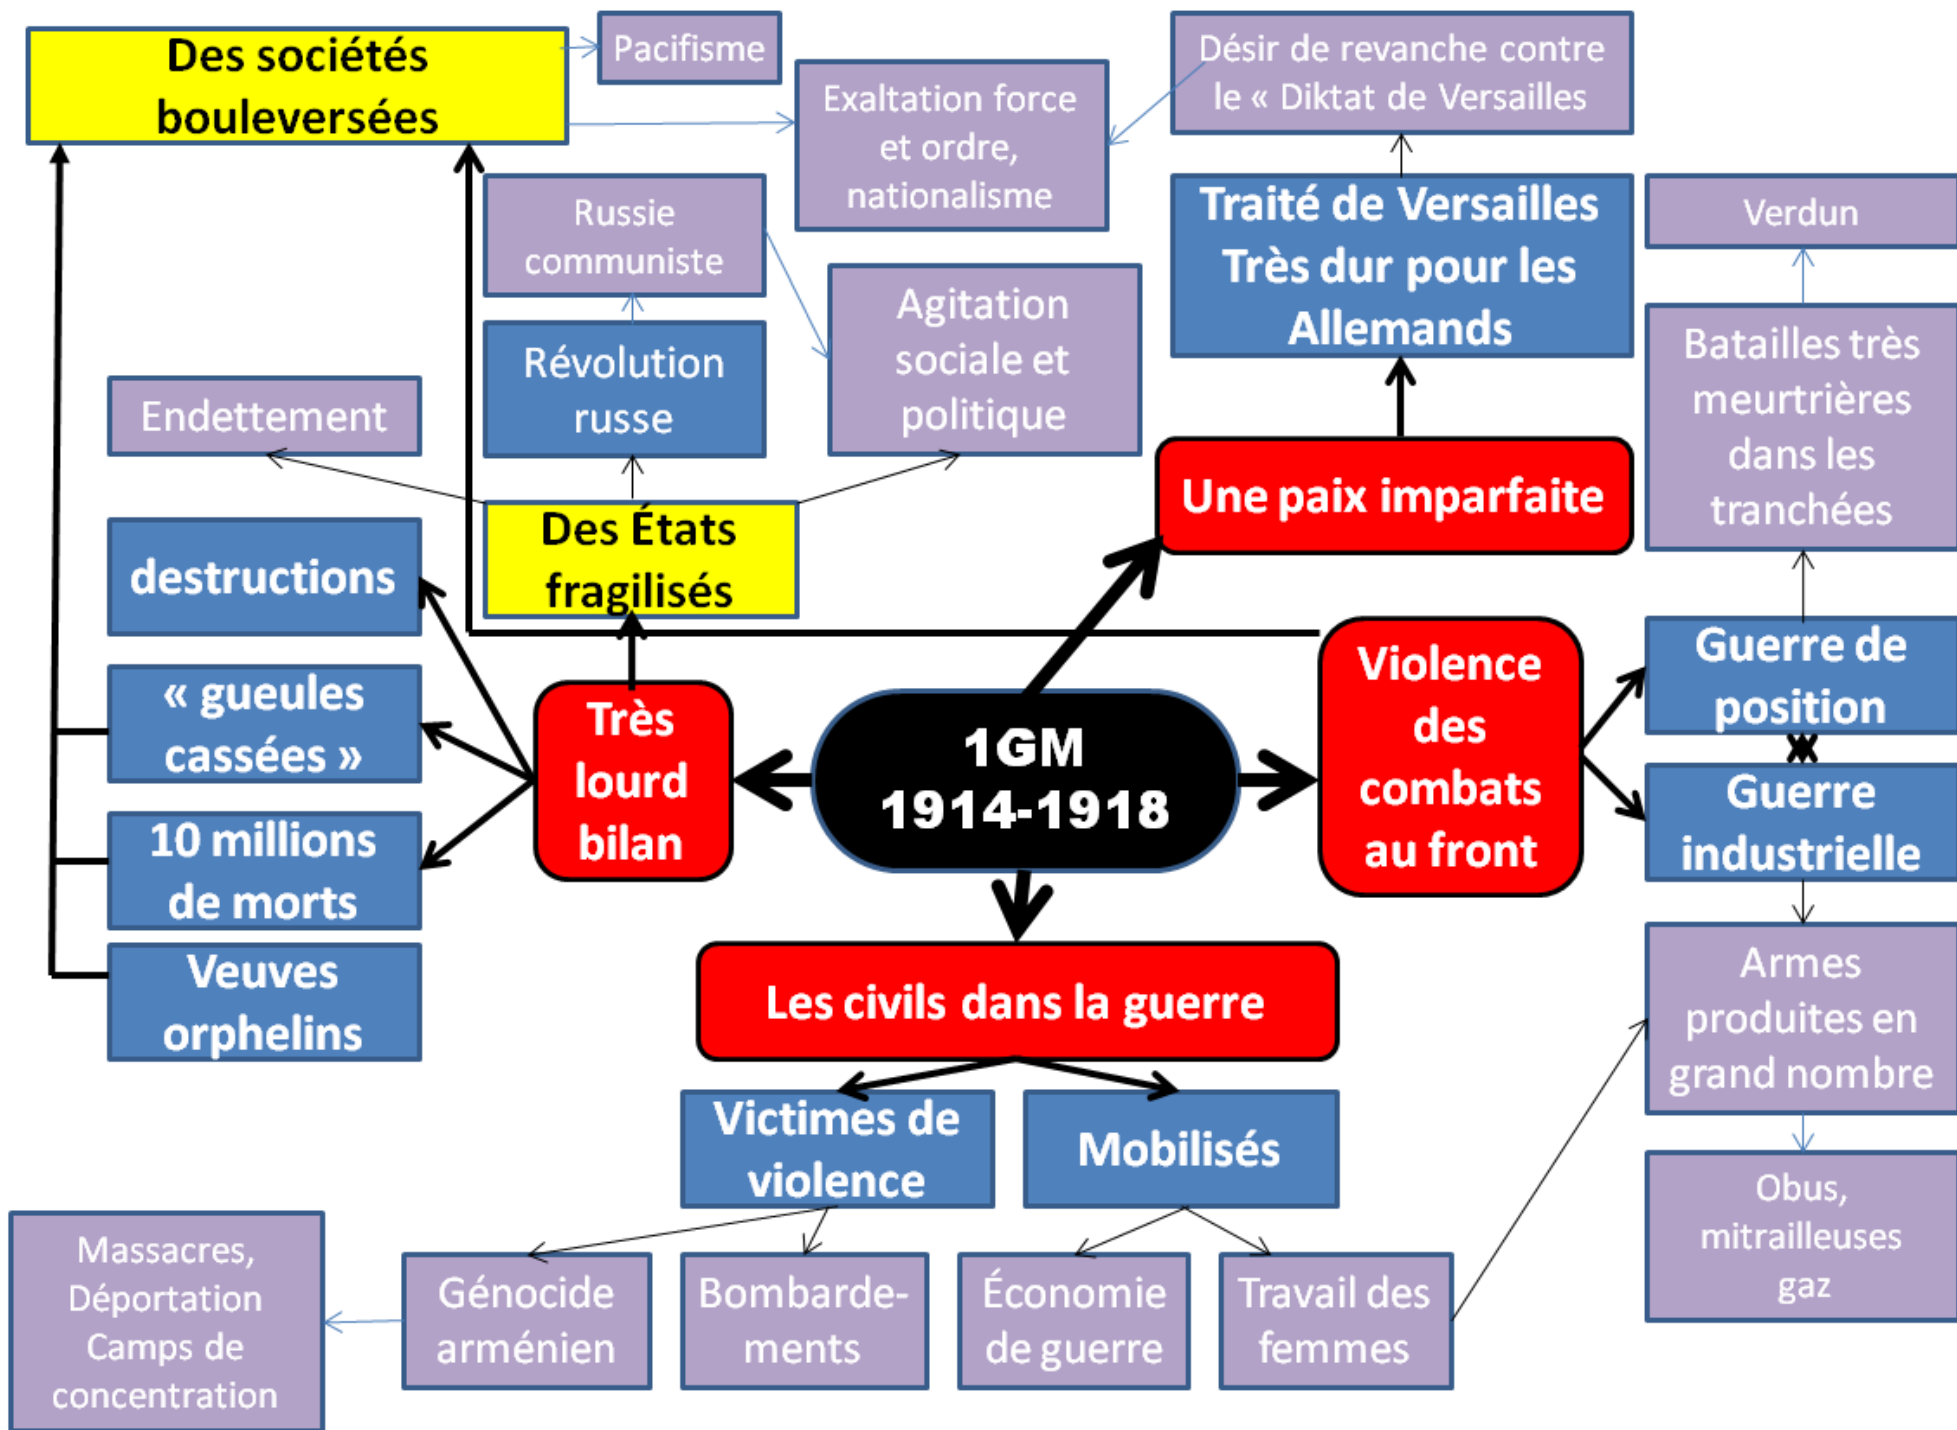 Des sociétés
bouleversées
Pacifisme
Exaltation force
et ordre,
nationalisme
Désir de revanche contre
le « Diktat de Versailles
Traité de Versailles
Très dur pour les
Allemands
Verdun
Russie
communiste
Révolution
russe
Agitation
sociale et
politique
Batailles très
meurtrières
dans les
tranchées
Endettement
Une paix imparfaite
Des États
fragilisés
destructions
« gueules
cassées »
10 millions
de morts
Veuves
orphelins
Très
lourd
bilan
1GM
1914-1918
Violence
des
combats
au front
Guerre de
position
Guerre
industrielle
Armes
produites en
grand nombre
Obus,
mitrailleuses
gaz
Les civils dans la guerre
Victimes de
violence
Mobilisés
Massacres,
Déportation
Camps de
concentration
Génocide
arménien
Bombarde-
ments
Économie
de guerre
Travail des
femmes